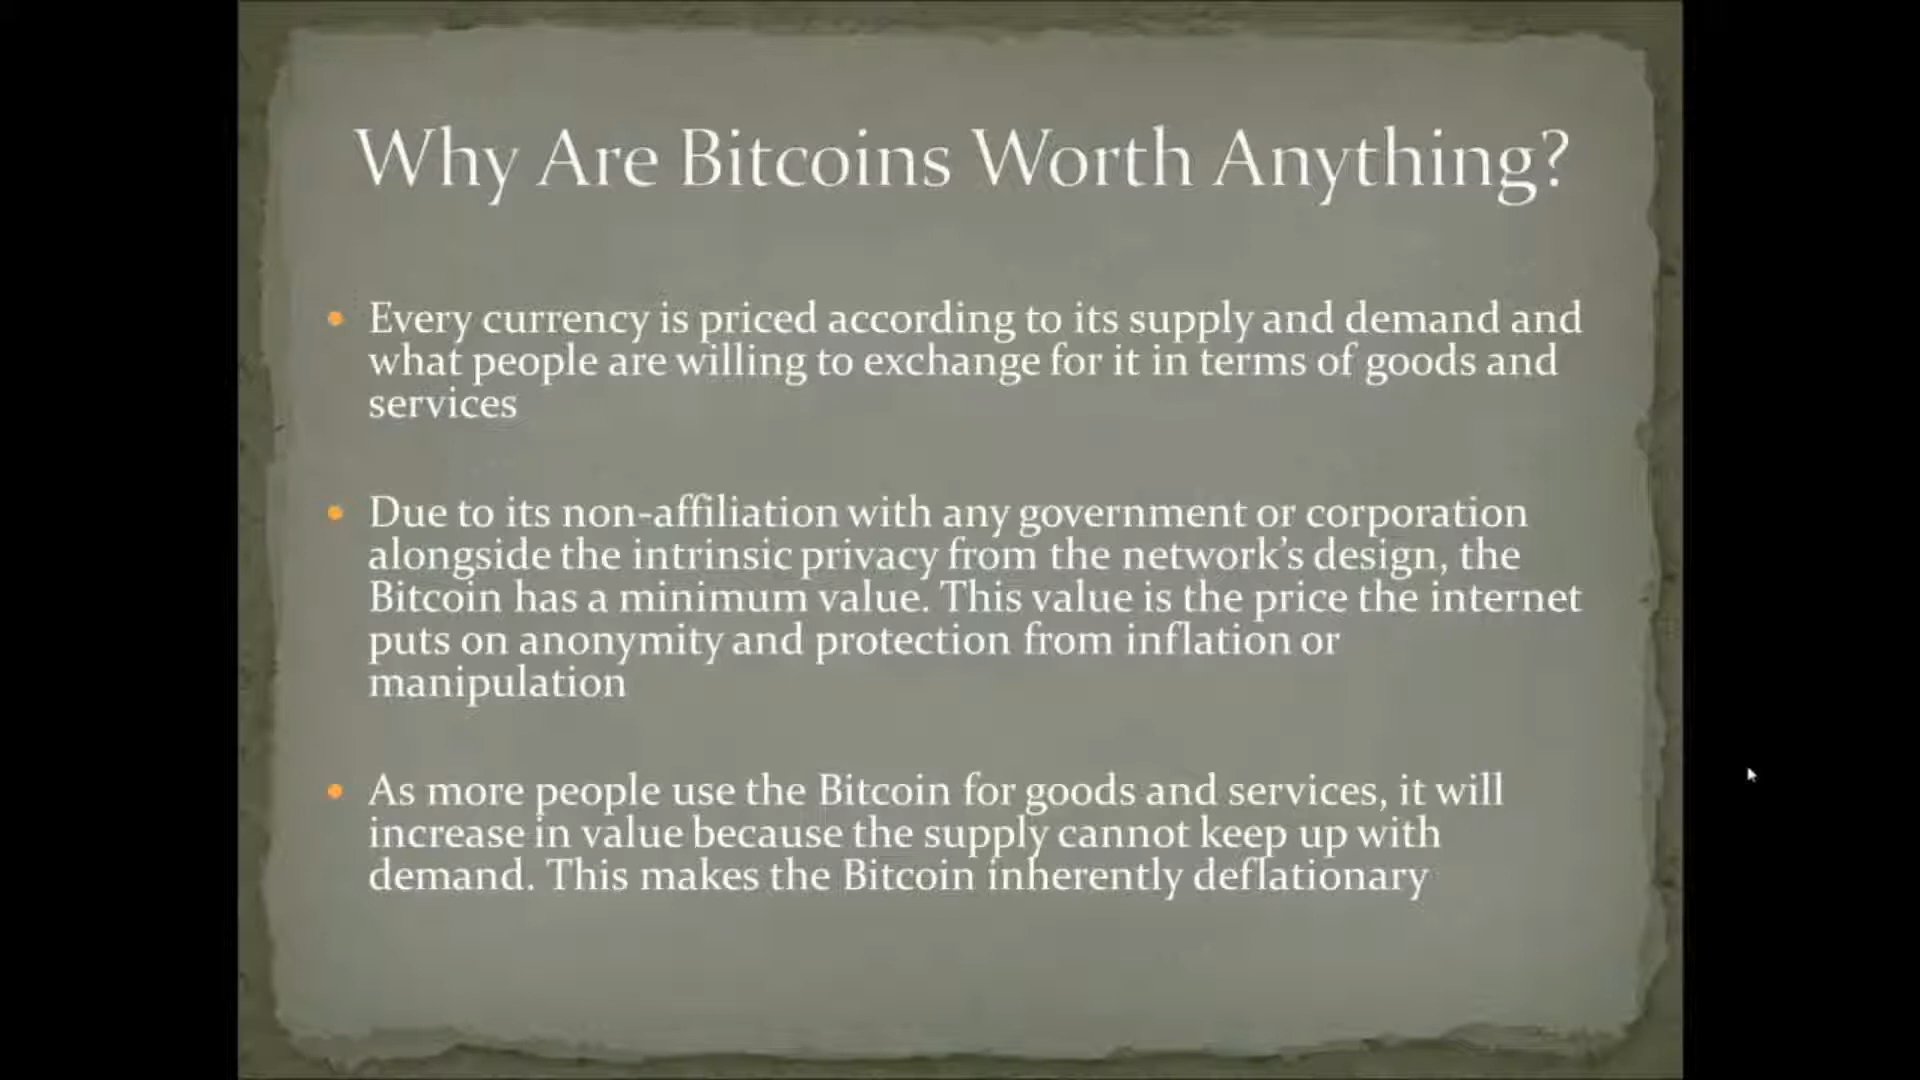 Why Are Bitcoins Worth Anything?
• Every currency is priced according to its supply and demand and
what people are willing to exchange for it in terms of goods and
services
• Due to its non-affiliation with any government or corporation
alongside the intrinsic privacy from the network's design, the
Bitcoin has a minimum value. This value is the price the internet
puts on anonymity and protection from inflation or
manipulation
• As more people use the Bitcoin for goods and services, it will
increase in value because the supply cannot keep up with
demand. This makes the Bitcoin inherently deflationary